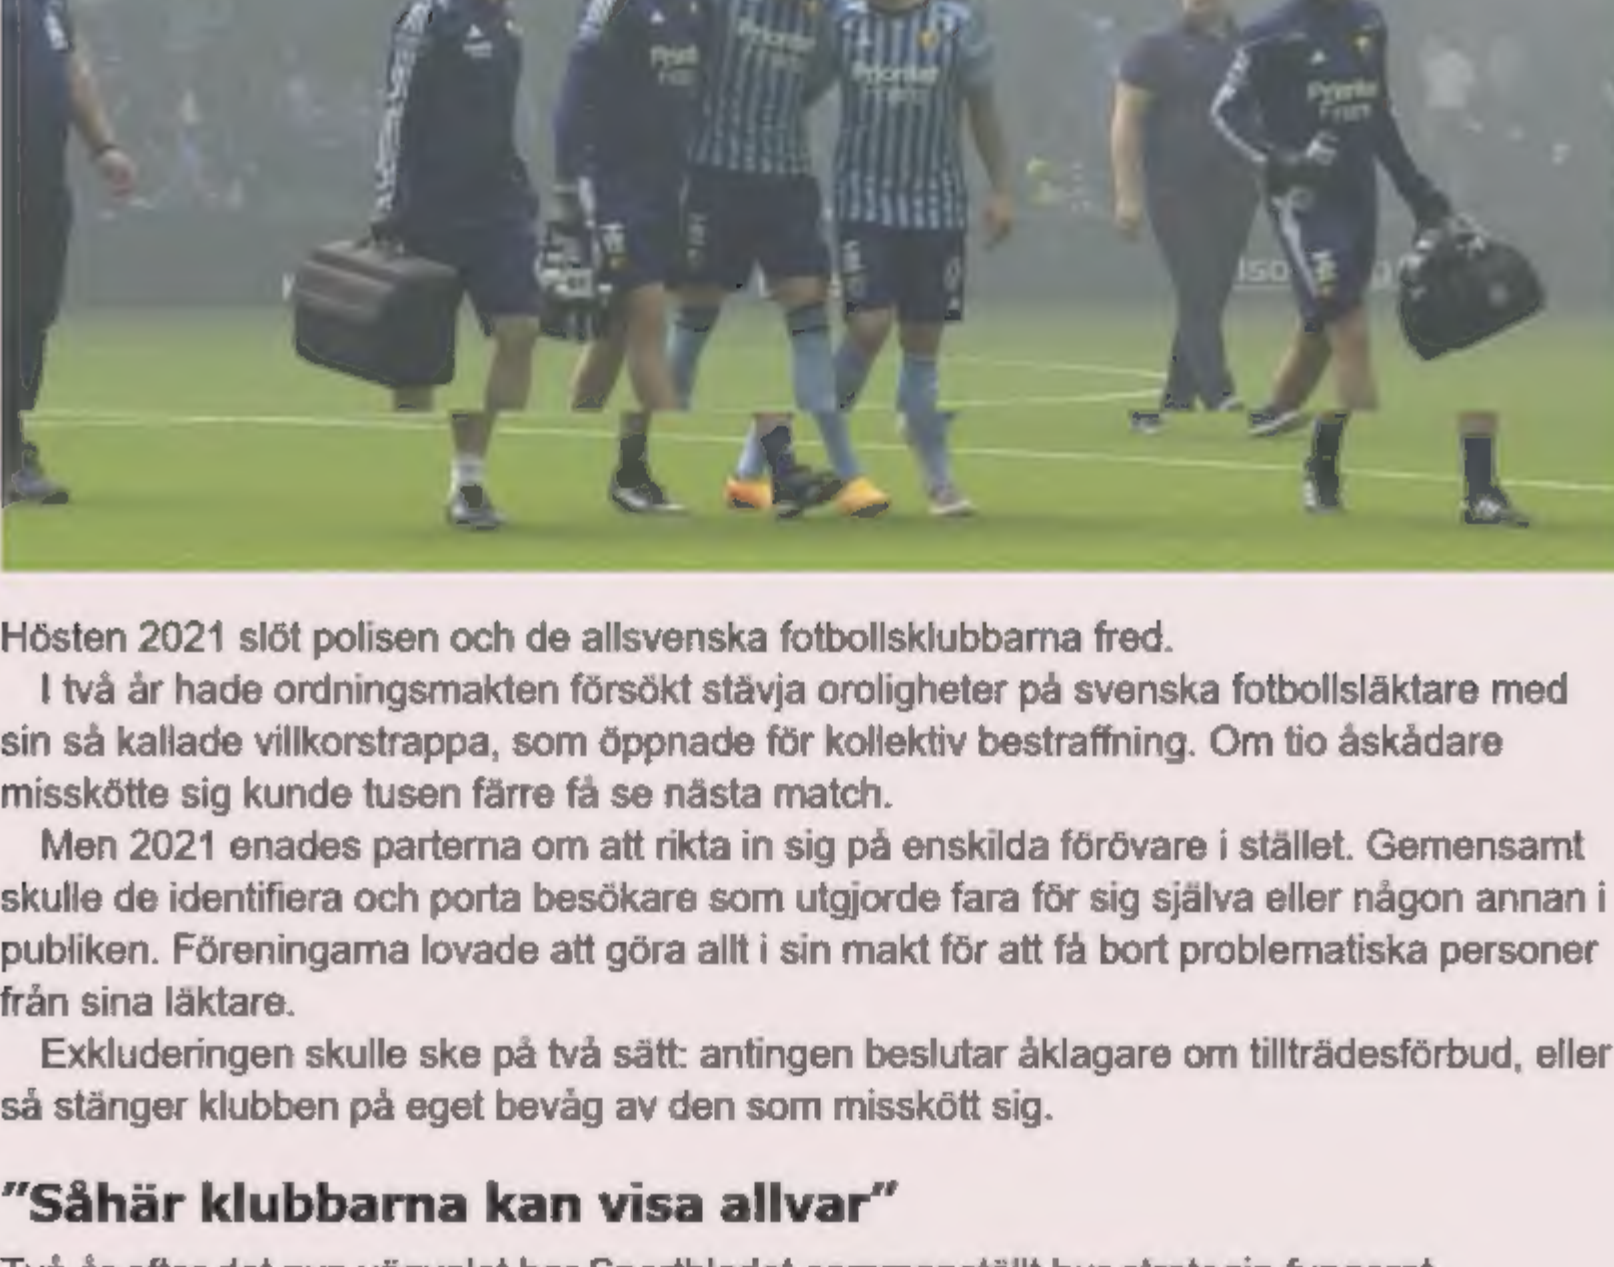 Prioritet
Finans
Prioritet
Finans
Prioritet
Finans
Hösten 2021 slöt polisen och de allsvenska fotbollsklubbarna fred.
I två år hade ordningsmakten försökt stävja oroligheter på svenska fotbollsläktare med
sin så kallade villkorstrappa, som öppnade för kollektiv bestraffning. Om tio åskådare
misskötte sig kunde tusen färre få se nästa match.
Men 2021 enades parterna om att rikta in sig på enskilda förövare i stället. Gemensamt
skulle de identifiera och porta besökare som utgjorde fara för sig själva eller någon annan i
publiken. Föreningarna lovade att göra allt i sin makt för att få bort problematiska personer
från sina läktare.
Exkluderingen skulle ske på två sätt: antingen beslutar åklagare om tillträdesförbud, eller
så stänger klubben på eget bevåg av den som misskött sig.
”Såhär klubbarna kan visa allvar”